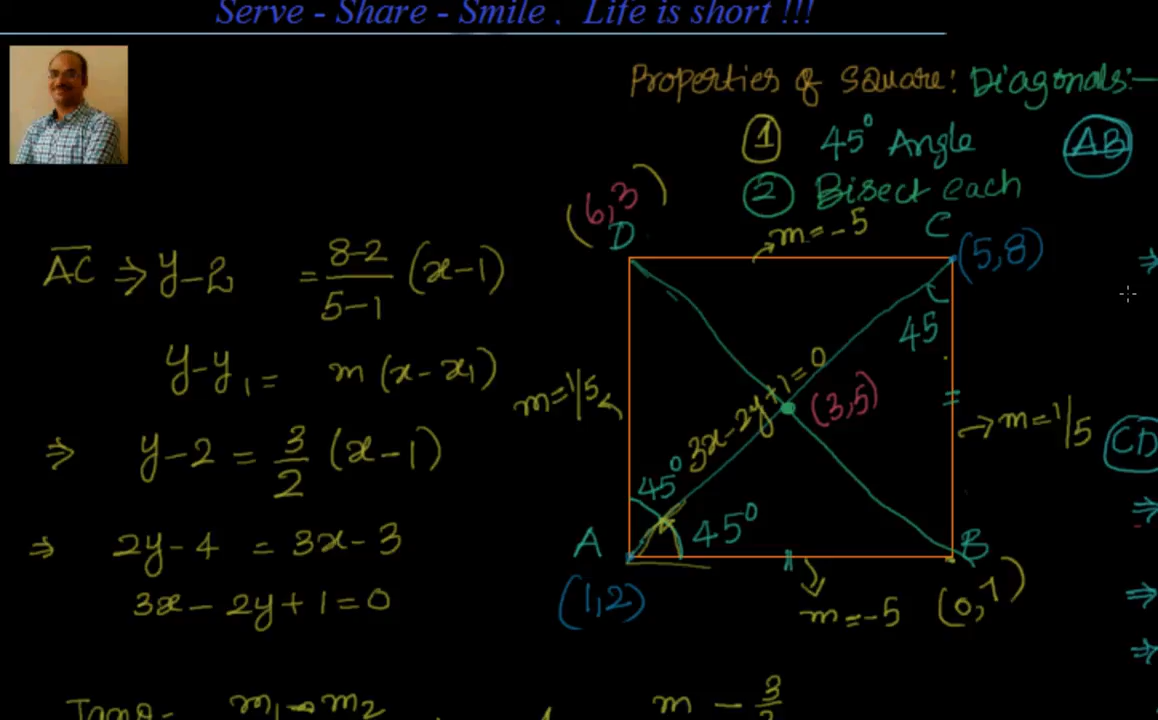 Serve - Share - Smile . Life is short !!!
Properties of Square: Diagonals:-
① 45° Angle
② Bisect each
AB
(6,3)
D
m=-5
C
(5,8)
⇒
AC ⇒ y-2 = 8-2/5-1 (x-1)
45
y-y₁ = m(x-x₁)
m=1/5
3x-2y+1=0
(3,5)
=
m=1/5
CD
⇒ y-2 = 3/2 (x-1)
45°
45°
⇒
⇒ 2y-4 = 3x-3
A
B
(1,2)
m=-5
(0,7)
3x-2y+1=0
⇒
⇒
m₁-m₂
m - 3